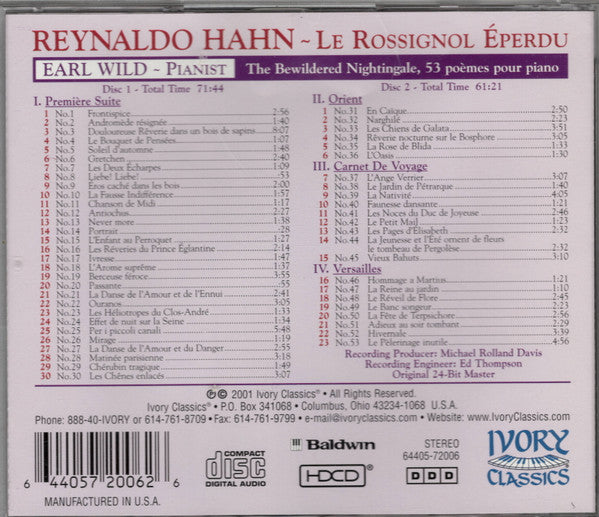 REYNALDO HAHN ~ LE ROSSIGNOL ÉPERDU
EARL WILD ~ PIANIST
The Bewildered Nightingale, 53 poèmes pour piano
Disc 1 - Total Time 71:44
I. Première Suite
1 No.1 Frontispice 2:56
2 No.2 Andromède résignée 1:40
3 No.3 Douloureuse Rêverie dans un bois de sapins 8:07
4 No.4 Le Bouquet de Pensées
5 No.5 Soleil d'automne 1:48
6 No.6 Gretchen 2:40
7 No.7 Les Deux Écharpes 1:09
8 No.8 Liebe! Liebe!
9 No.9 Eros caché dans les bois 2:00
10 No.10 La Fausse Indifférence 1:57
11 No.11 Chanson de Midi 1:17
12 No.12 Antiochus 2:27
13 No.13 Never more 1:38
14 No.14 Portrait :28
15 No.15 L'Enfant au Perroquet 1:27
16 No.16 Les Rêveries du Prince Églantine 2:14
17 No.17 Ivresse 1:47
18 No.18 L'Arome suprême 1:37
19 No.19 Berceuse féroce 3:55
20 No.20 Passante :55
21 No.21 La Danse de l'Amour et de l'Ennui 2:41
22 No.22 Ouranos 3:05
23 No.23 Les Héliotropes du Clos-André 1:33
24 No.24 Effet de nuit sur la Seine 1:34
25 No.25 Per i piccoli canali 5:48
26 No.26 Mirage 1:19
27 No.27 La Danse de l'Amour et du Danger 2:55
28 No.28 Matinée parisienne 3:38
29 No.29 Chérubin tragique 1:49
30 No.30 Les Chênes enlacés 3:07
Disc 2 - Total Time 61:21
II. Orient
1 No.31 En Caïque 2:50
2 No.32 Narghilé 2:23
3 No.33 Les Chiens de Galata 3:51
4 No.34 Rêverie nocturne sur le Bosphore 3:05
5 No.35 La Rose de Blida 1:33
6 No.36 L'Oasis 1:30
III. Carnet De Voyage
7 No.37 L'Ange Verrier 3:07
8 No.38 Le Jardin de Pétrarque 1:40
9 No.39 La Nativité 4:05
10 No.40 Faunesse dansante 1:21
11 No.41 Les Noces du Duc de Joyeuse 2:46
12 No.42 Le Petit Mail 1:23
13 No.43 Les Pages d'Elisabeth 2:32
14 No.44 La Jeunesse et l'Été ornent de fleurs
le tombeau de Pergolèse 3:22
15 No.45 Vieux Bahuts 3:10
IV. Versailles
16 No.46 Hommage a Martius 1:21
17 No.47 La Reine au jardin 1:10
18 No.48 Le Réveil de Flore 2:45
19 No.49 Le Banc songeur 2:23
20 No.50 La Fête de Terpsichore 2:56
21 No.51 Adieux au soir tombant 2:29
22 No.52 Hivernale 3:39
23 No.53 Le Pèlerinage inutile 4:56
Recording Producer: Michael Rolland Davis
Recording Engineer: Ed Thompson
Original 24-Bit Master
℗ © 2001 Ivory Classics® • All Rights Reserved.
Ivory Classics® • P.O. Box 341068 • Columbus, Ohio 43234-1068 U.S.A.
Phone: 888-40-IVORY or 614-761-8709 • Fax: 614-761-9799 • e-mail@ivoryclassics.com • Website: www.IvoryClassics.com
6 44057 20062 6
MANUFACTURED IN U.S.A.
COMPACT
disc
DIGITAL AUDIO
Baldwin
HDCD
STEREO
64405-72006
D D D
IVORY
CLASSICS